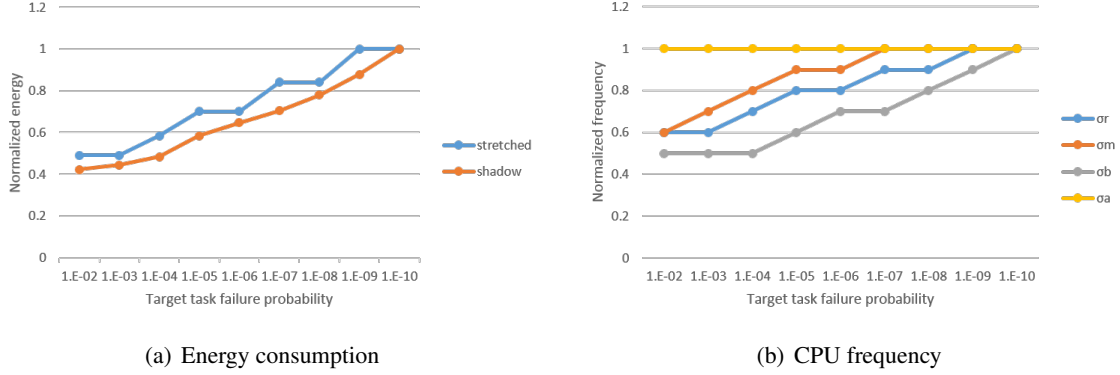 1.2
1
0.8
0.6
0.4
0.2
0
Normalized energy
1.E-02 1.E-03 1.E-04 1.E-05 1.E-06 1.E-07 1.E-08 1.E-09 1.E-10
Target task failure probability
stretched
shadow
(a) Energy consumption
1.2
1
0.8
0.6
0.4
0.2
0
Normalized frequency
1.E-02 1.E-03 1.E-04 1.E-05 1.E-06 1.E-07 1.E-08 1.E-09 1.E-10
Target task failure probability
σr
σm
σb
σa
(b) CPU frequency